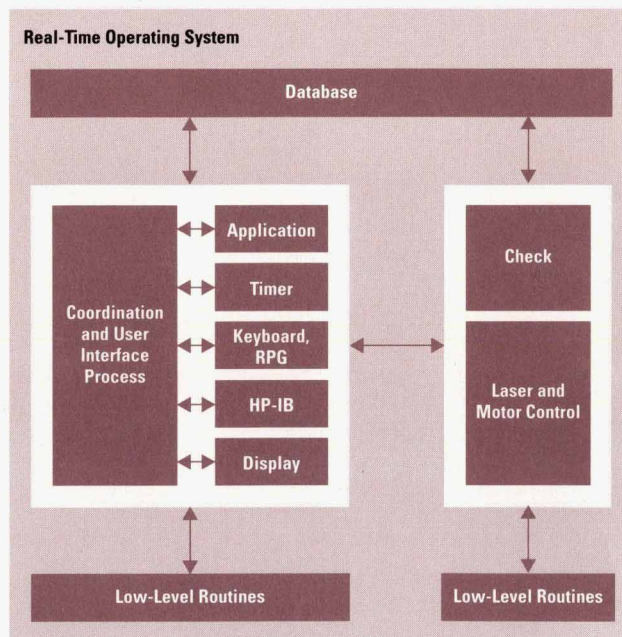 Real-Time Operating System
Database
Coordination
and User
Interface
Process
Application
Timer
Keyboard,
RPG
HP-IB
Display
Check
Laser and
Motor Control
Low-Level Routines
Low-Level Routines